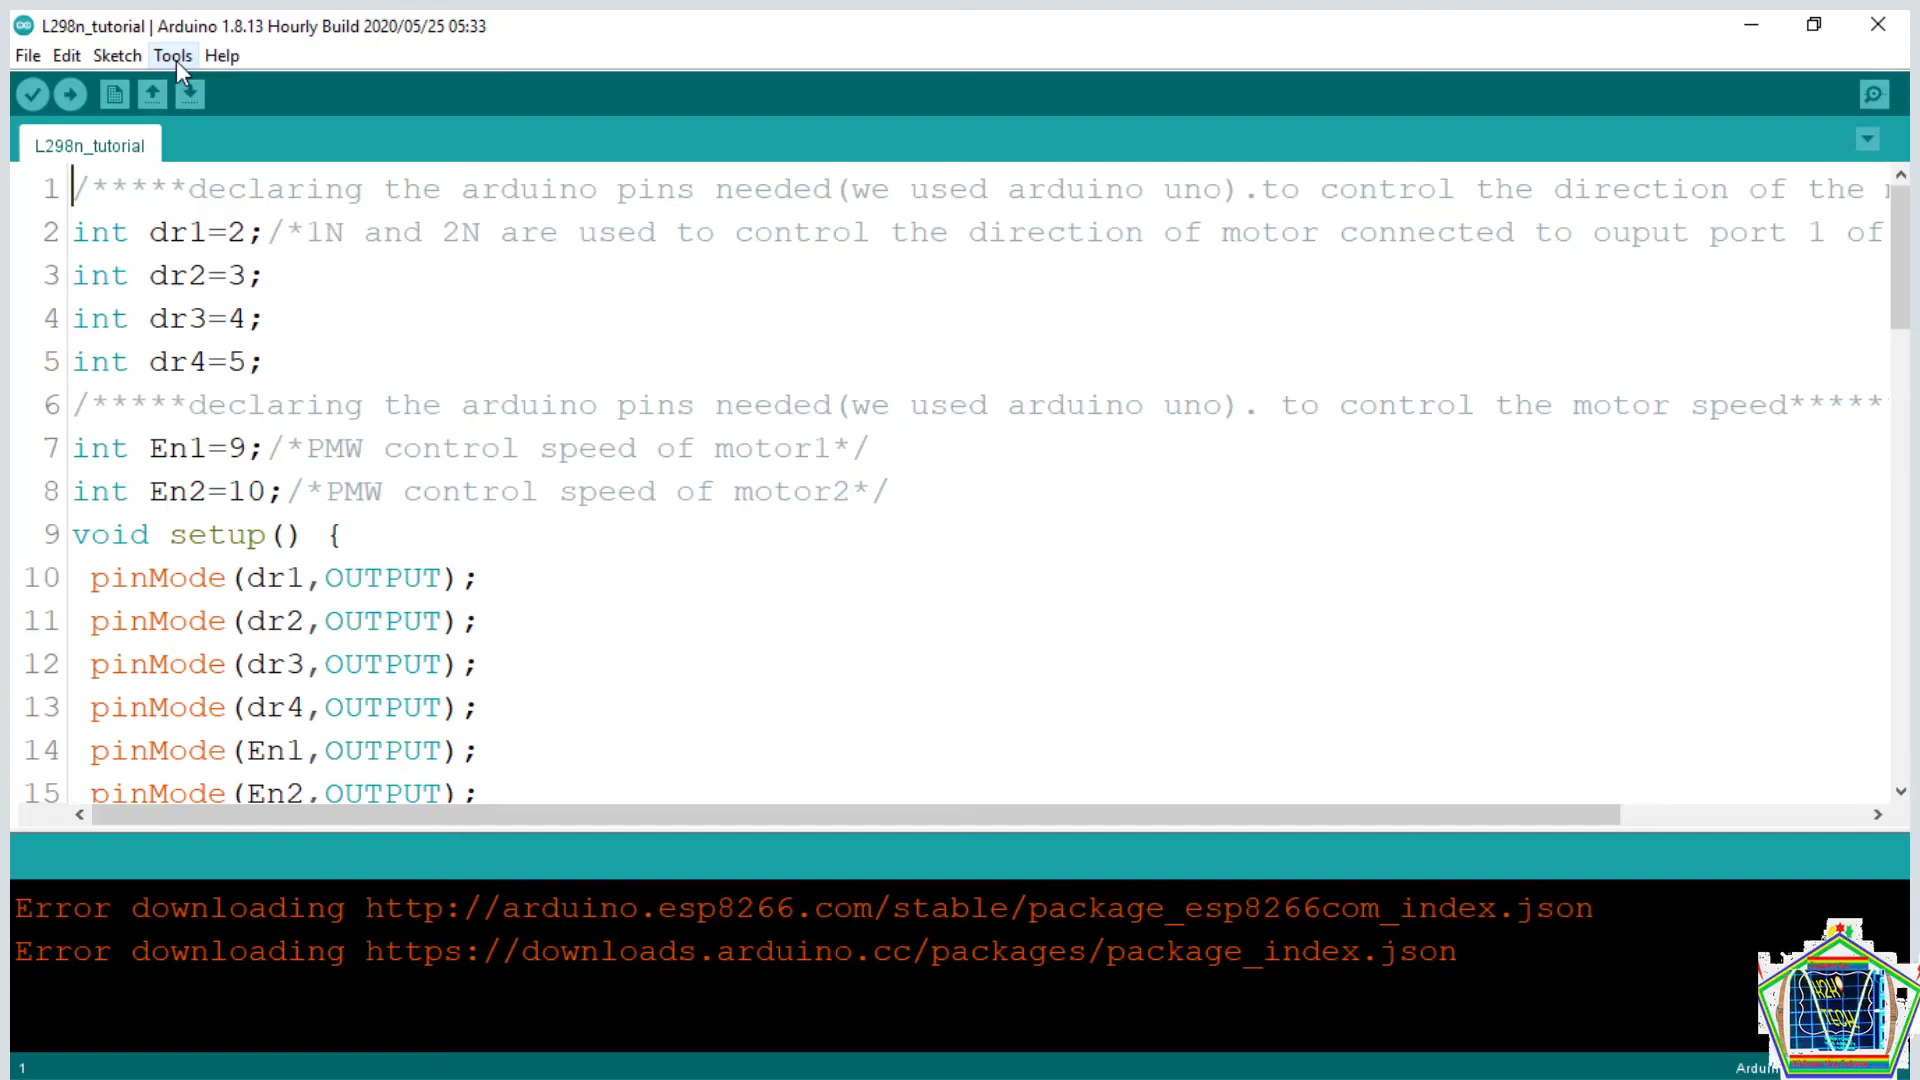 L298n_tutorial | Arduino 1.8.13 Hourly Build 2020/05/25 05:33
File Edit Sketch Tools Help
L298n_tutorial
1 /*****declaring the arduino pins needed(we used arduino uno).to control the direction of the
2 int dr1=2;/*1N and 2N are used to control the direction of motor connected to ouput port 1 of
3 int dr2=3;
4 int dr3=4;
5 int dr4=5;
6 /*****declaring the arduino pins needed(we used arduino uno). to control the motor speed*****
7 int En1=9;/*PMW control speed of motor1*/
8 int En2=10;/*PMW control speed of motor2*/
9 void setup() {
10 pinMode(dr1,OUTPUT);
11 pinMode(dr2,OUTPUT);
12 pinMode(dr3,OUTPUT);
13 pinMode(dr4,OUTPUT);
14 pinMode(En1,OUTPUT);
15 pinMode(En2,OUTPUT);
Error downloading http://arduino.esp8266.com/stable/package_esp8266com_index.json
Error downloading https://downloads.arduino.cc/packages/package_index.json
TECH
1